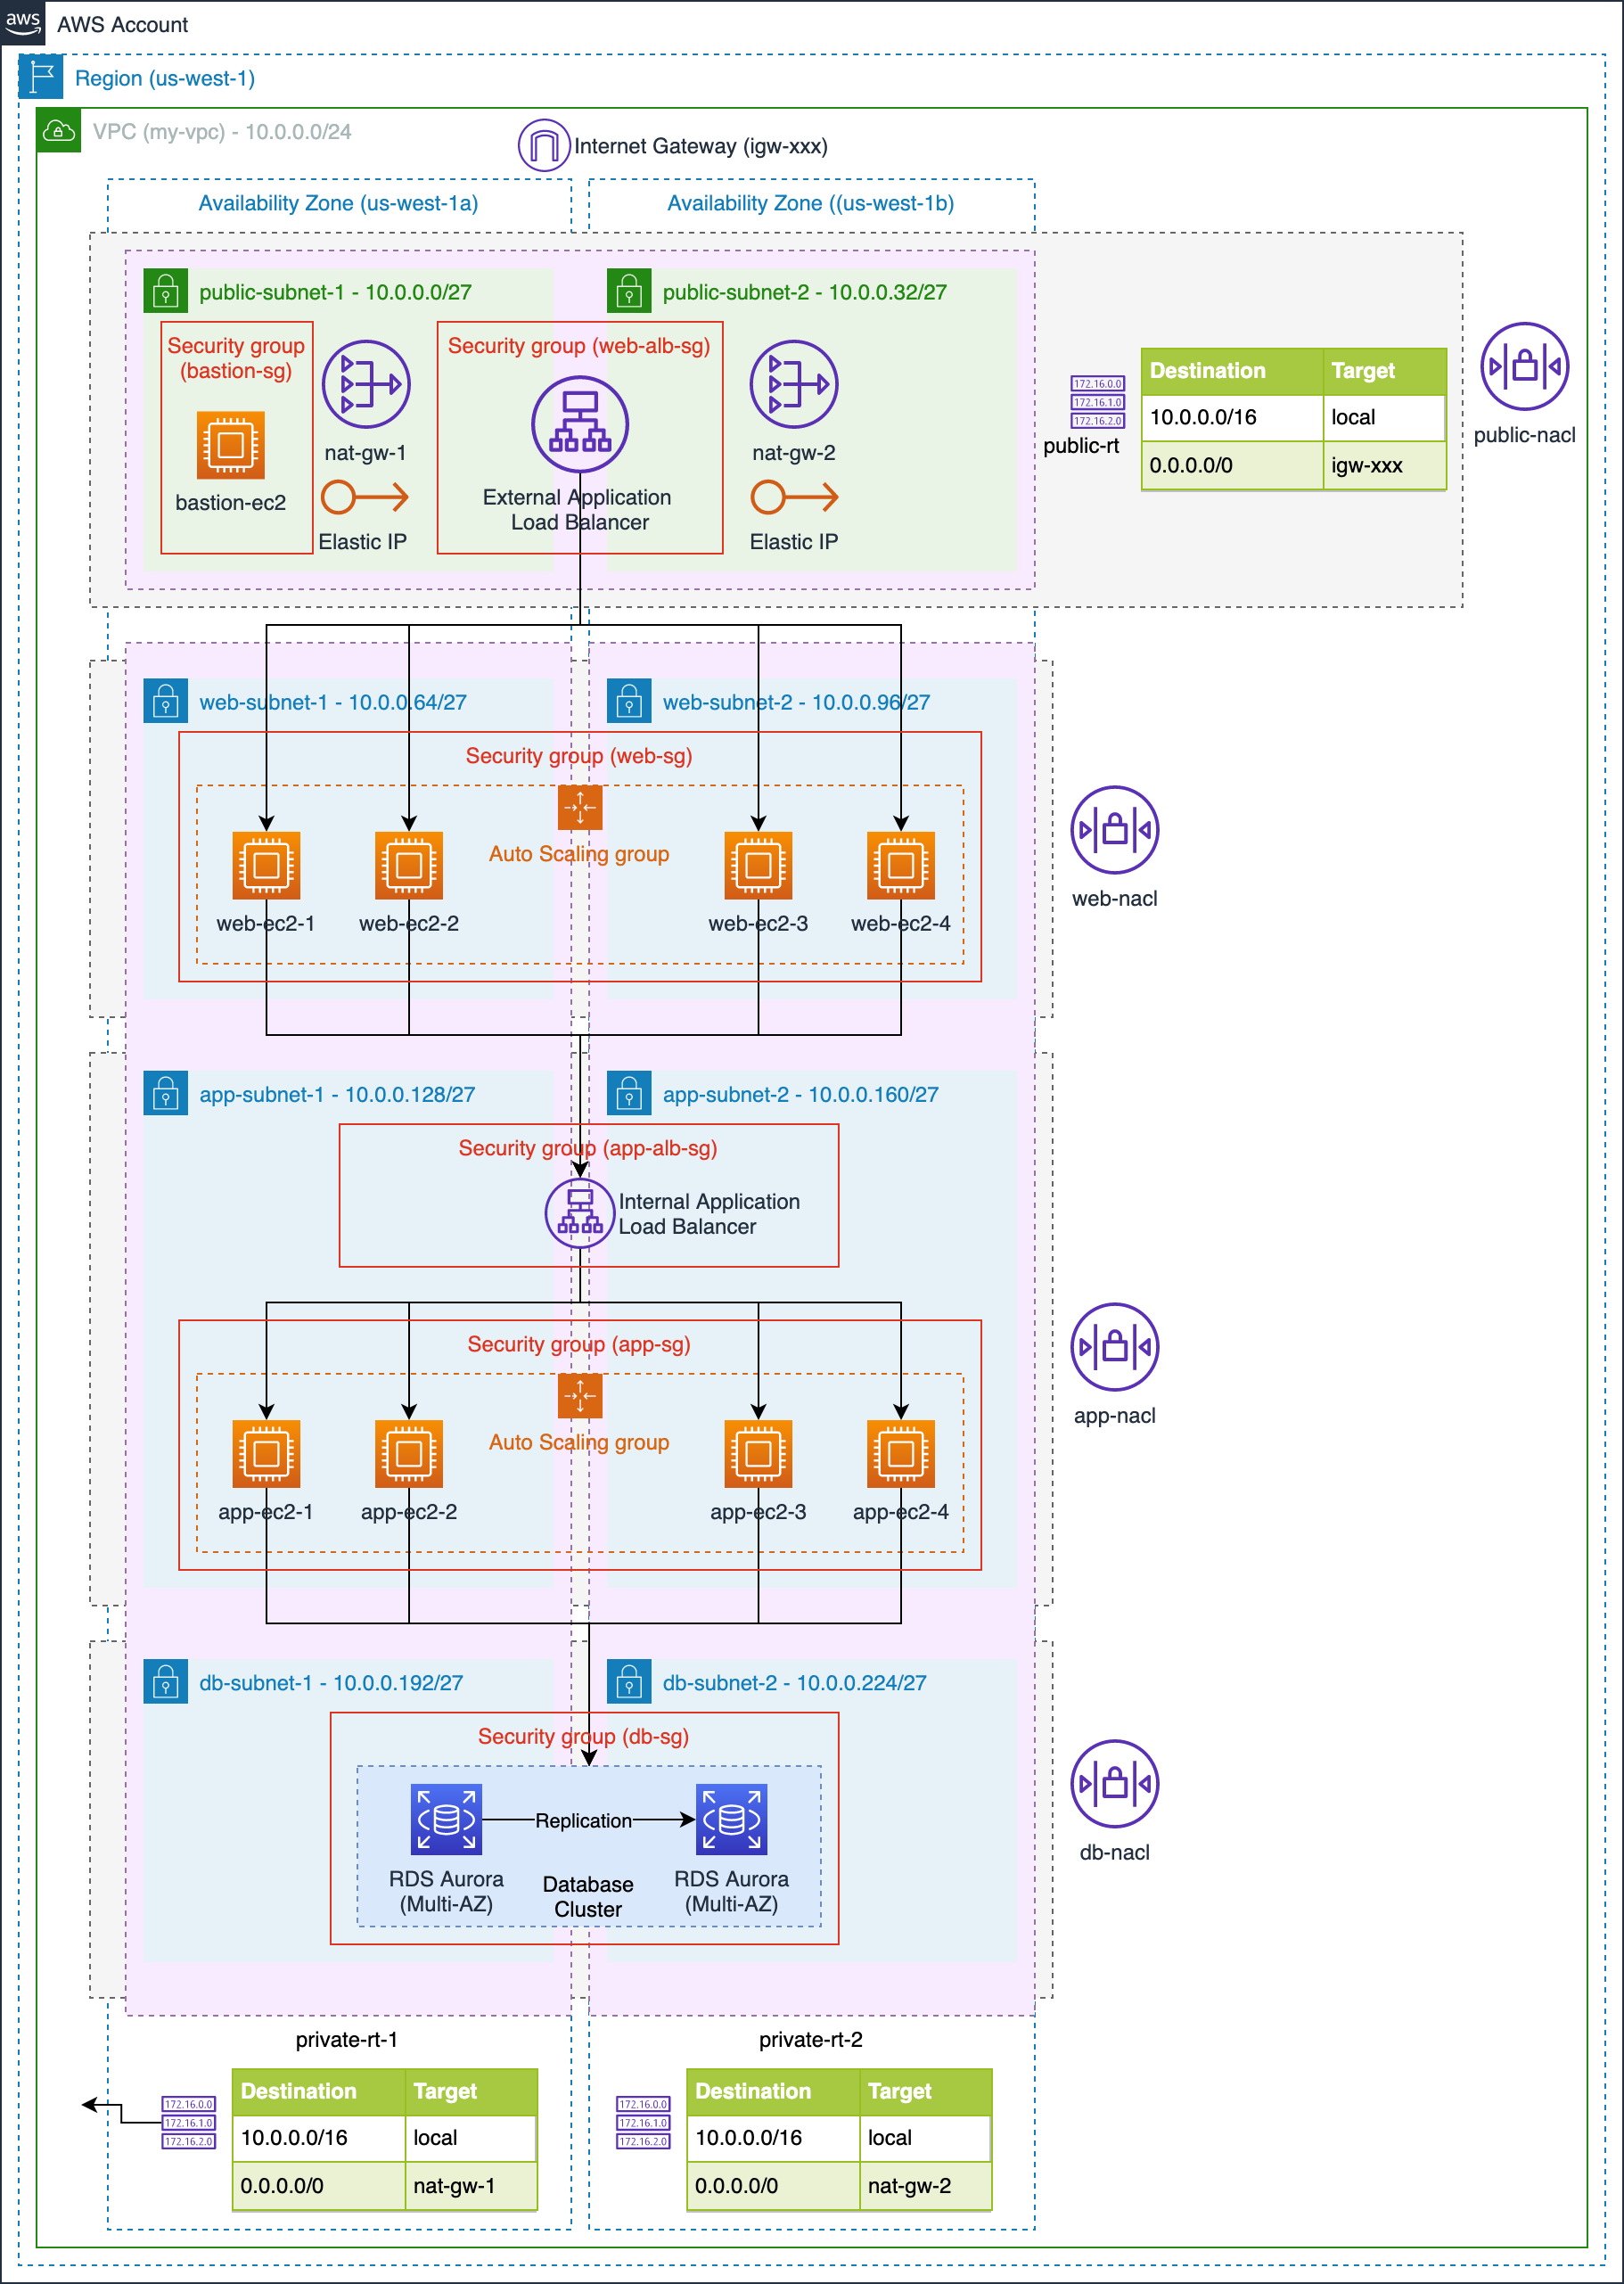 aws
AWS Account
Region (us-west-1)
VPC (my-vpc) - 10.0.0.0/24
Internet Gateway (igw-xxx)
Availability Zone (us-west-1a)
Availability Zone ((us-west-1b)
public-subnet-1 - 10.0.0.0/27
public-subnet-2 - 10.0.0.32/27
Security group
(bastion-sg)
bastion-ec2
nat-gw-1
Elastic IP
Security group (web-alb-sg)
External Application
Load Balancer
nat-gw-2
Elastic IP
172.16.0.0
172.16.1.0
172.16.2.0
public-rt
Destination Target
10.0.0.0/16 local
0.0.0.0/0 igw-xxx
public-nacl
web-subnet-1 - 10.0.0.64/27
web-subnet-2 - 10.0.0.96/27
Security group (web-sg)
Auto Scaling group
web-ec2-1
web-ec2-2
web-ec2-3
web-ec2-4
web-nacl
app-subnet-1 - 10.0.0.128/27
app-subnet-2 - 10.0.0.160/27
Security group (app-alb-sg)
Internal Application
Load Balancer
Security group (app-sg)
Auto Scaling group
app-ec2-1
app-ec2-2
app-ec2-3
app-ec2-4
app-nacl
db-subnet-1 - 10.0.0.192/27
db-subnet-2 - 10.0.0.224/27
Security group (db-sg)
Replication
RDS Aurora
(Multi-AZ)
Database
Cluster
RDS Aurora
(Multi-AZ)
db-nacl
private-rt-1
172.16.0.0
172.16.1.0
172.16.2.0
Destination Target
10.0.0.0/16 local
0.0.0.0/0 nat-gw-1
private-rt-2
172.16.0.0
172.16.1.0
172.16.2.0
Destination Target
10.0.0.0/16 local
0.0.0.0/0 nat-gw-2